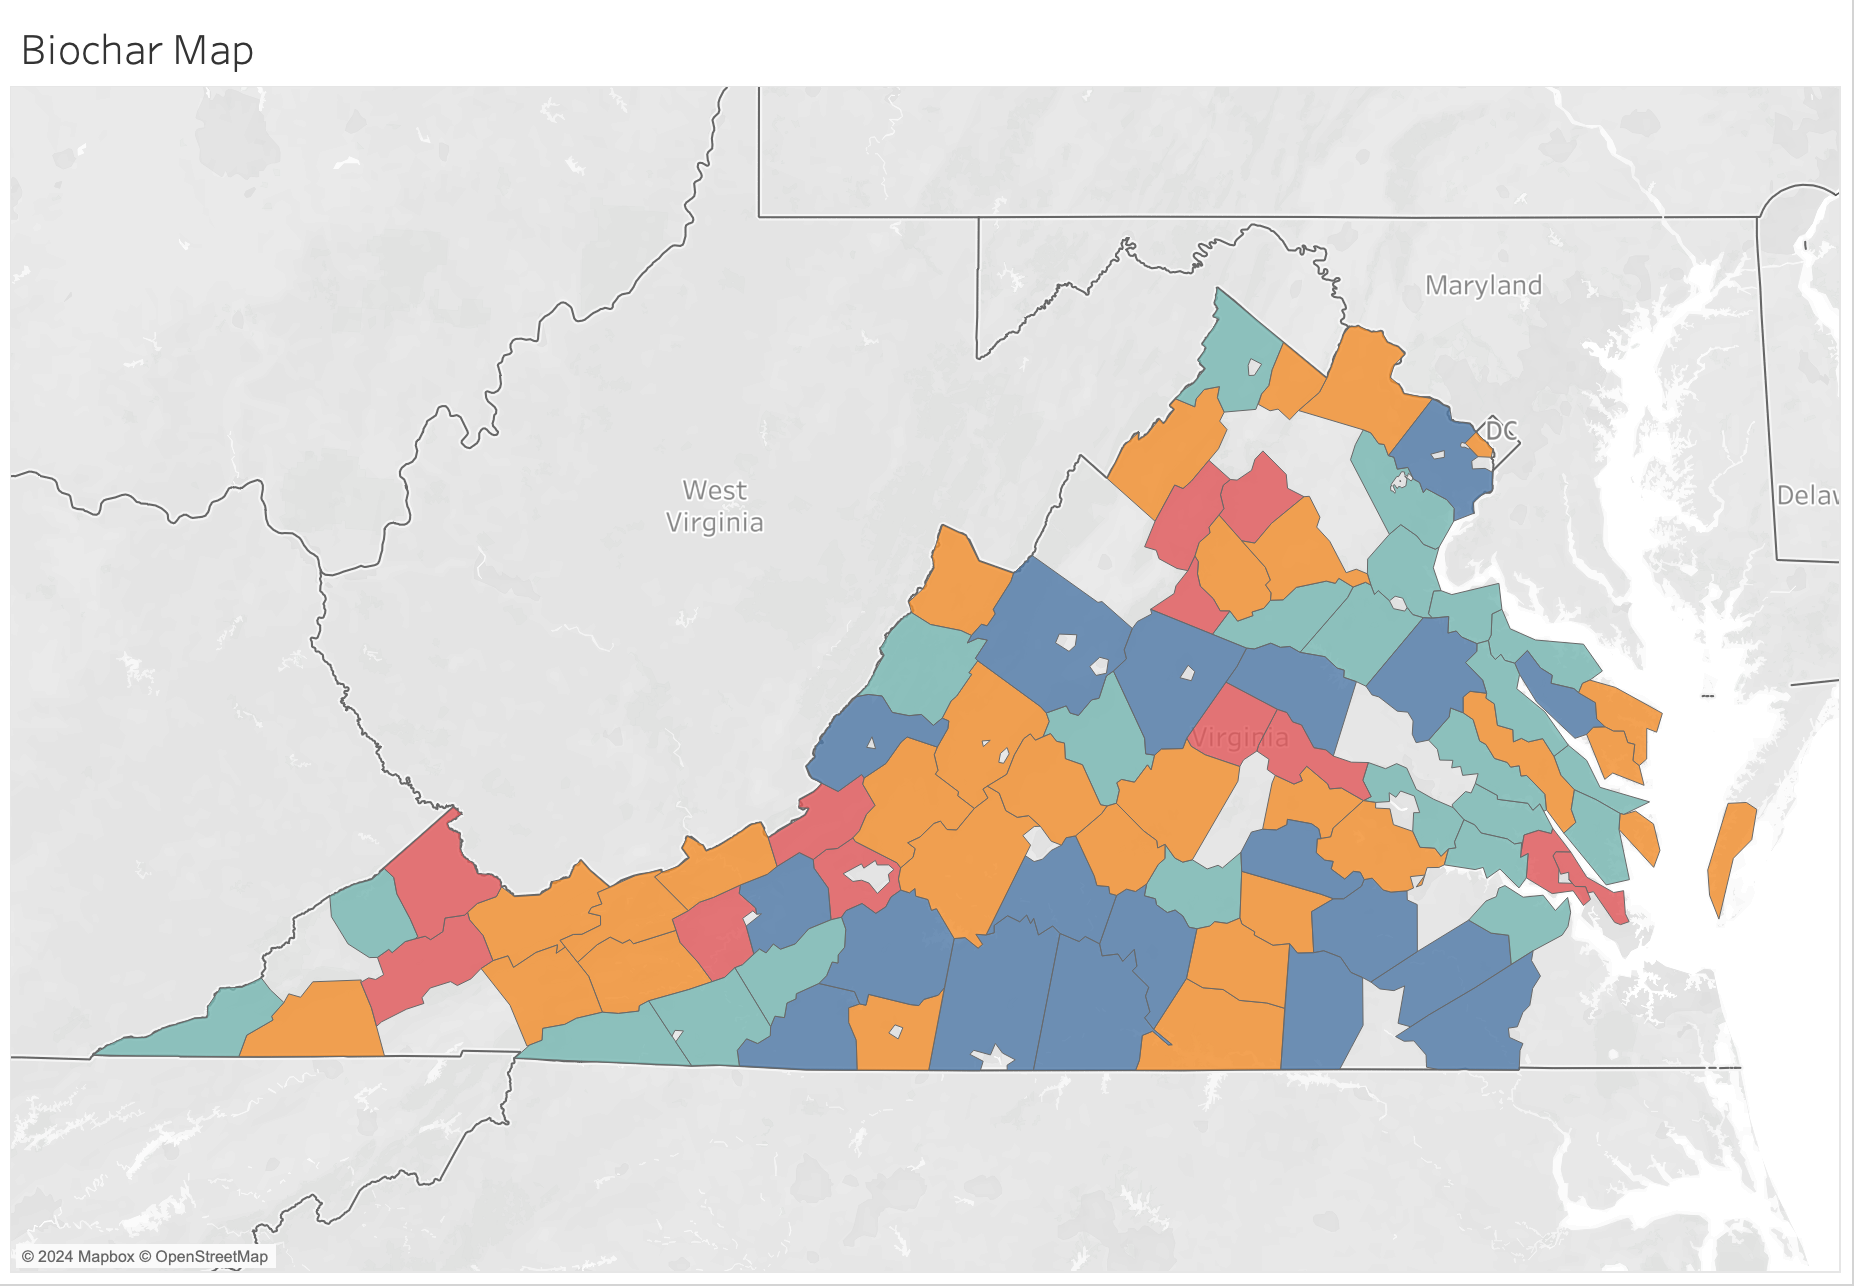 Biochar Map
Maryland
DC
West
Virginia
Delav
Virginia
© 2024 Mapbox © OpenStreetMap